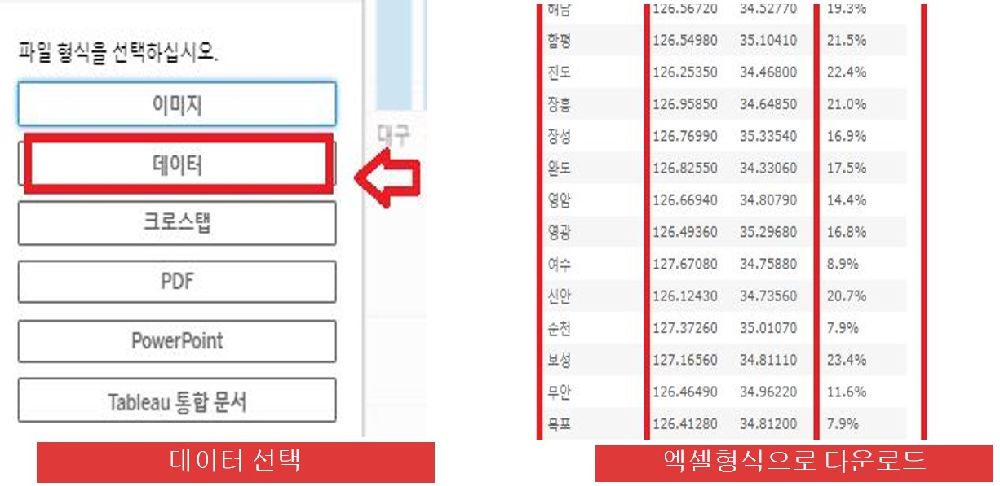 파일 형식을 선택하십시오.
이미지
데이터
크로스탭
PDF
PowerPoint
Tableau 통합 문서
대구
데이터 선택
해남 126.56720 34.52770 19.3%
함평 126.54980 35.10410 21.5%
진도 126.25350 34.46800 22.4%
장흥 126.95850 34.64850 21.0%
장성 126.76990 35.33540 16.9%
완도 126.82550 34.33060 17.5%
영암 126.66940 34.80790 14.4%
영광 126.49360 35.29680 16.8%
여수 127.67080 34.75880 8.9%
신안 126.12430 34.73560 20.7%
순천 127.37260 35.01070 7.9%
보성 127.16560 34.81110 23.4%
무안 126.46490 34.96220 11.6%
목포 126.41280 34.81200 7.9%
엑셀형식으로 다운로드